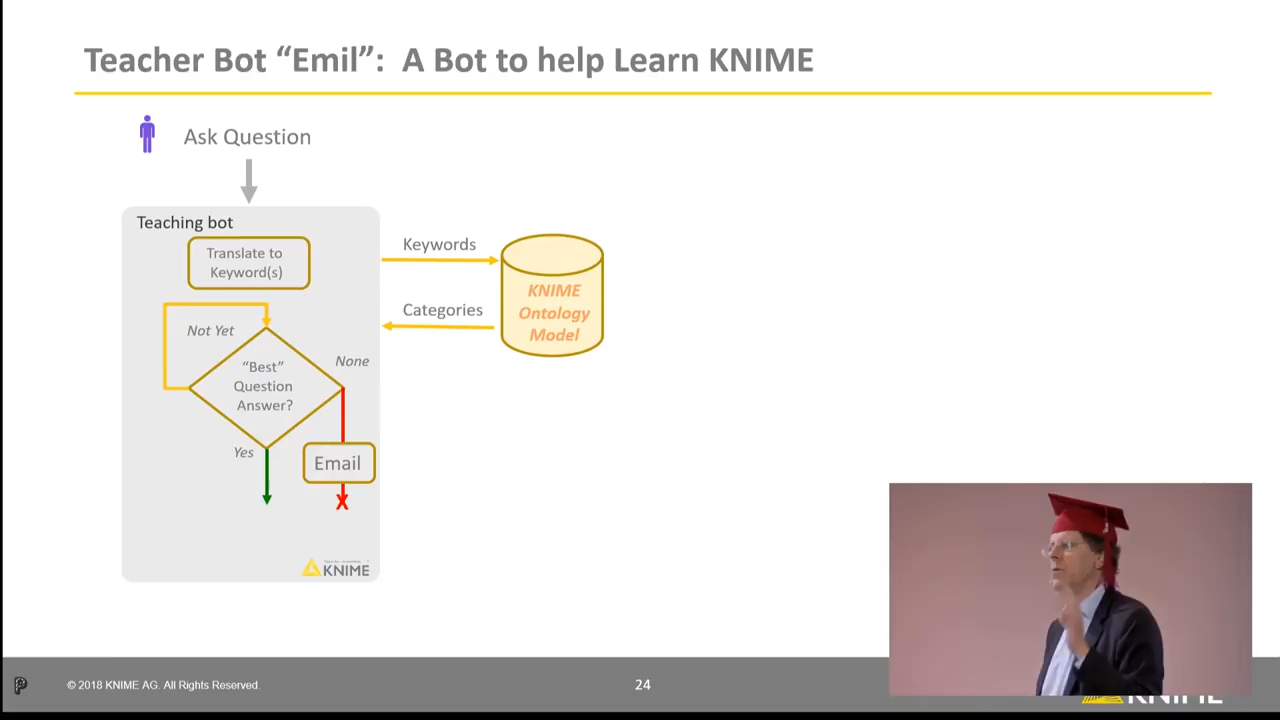 Teacher Bot “Emil”: A Bot to help Learn KNIME
Ask Question
Teaching bot
Translate to
Keyword(s)
Keywords
KNIME
Ontology
Model
Categories
Not Yet
None
“Best”
Question
Answer?
Yes
Email
X
KNIME
© 2018 KNIME AG. All Rights Reserved.
24
KNIME